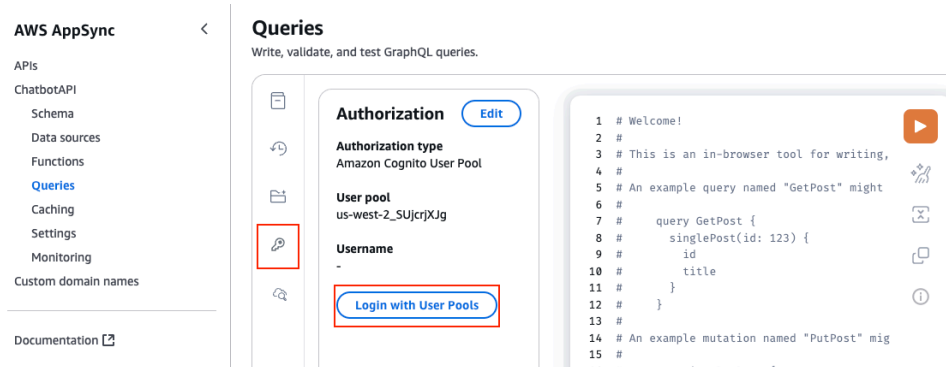 AWS AppSync
APIs
ChatbotAPI
Schema
Data sources
Functions
Queries
Caching
Settings
Monitoring
Custom domain names
Documentation
Queries
Write, validate, and test GraphQL queries.
Authorization
Edit
Authorization type
Amazon Cognito User Pool
User pool
us-west-2_SUjcrjXJg
Username
-
Login with User Pools
1 # Welcome!
2 #
3 # This is an in-browser tool for writing,
4 #
5 # An example query named "GetPost" might
6 #
7 #     query GetPost {
8 #       singlePost(id: 123) {
9 #         id
10 #         title
11 #       }
12 #     }
13 #
14 # An example mutation named "PutPost" mig
15 #